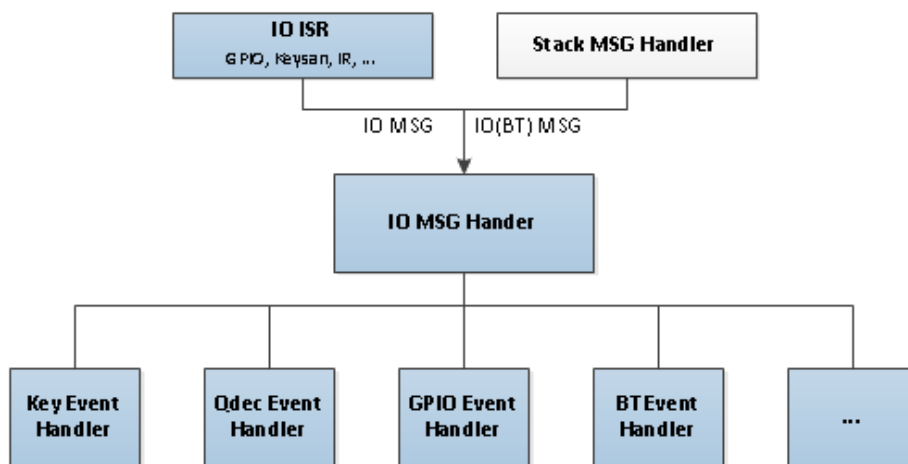 IO ISR
GPIO, Keysan, IR, ...
Stack MSG Handler
IO MSG
IO(BT) MSG
IO MSG Hander
Key Event
Handler
Qdec Event
Handler
GPIO Event
Handler
BT Event
Handler
...